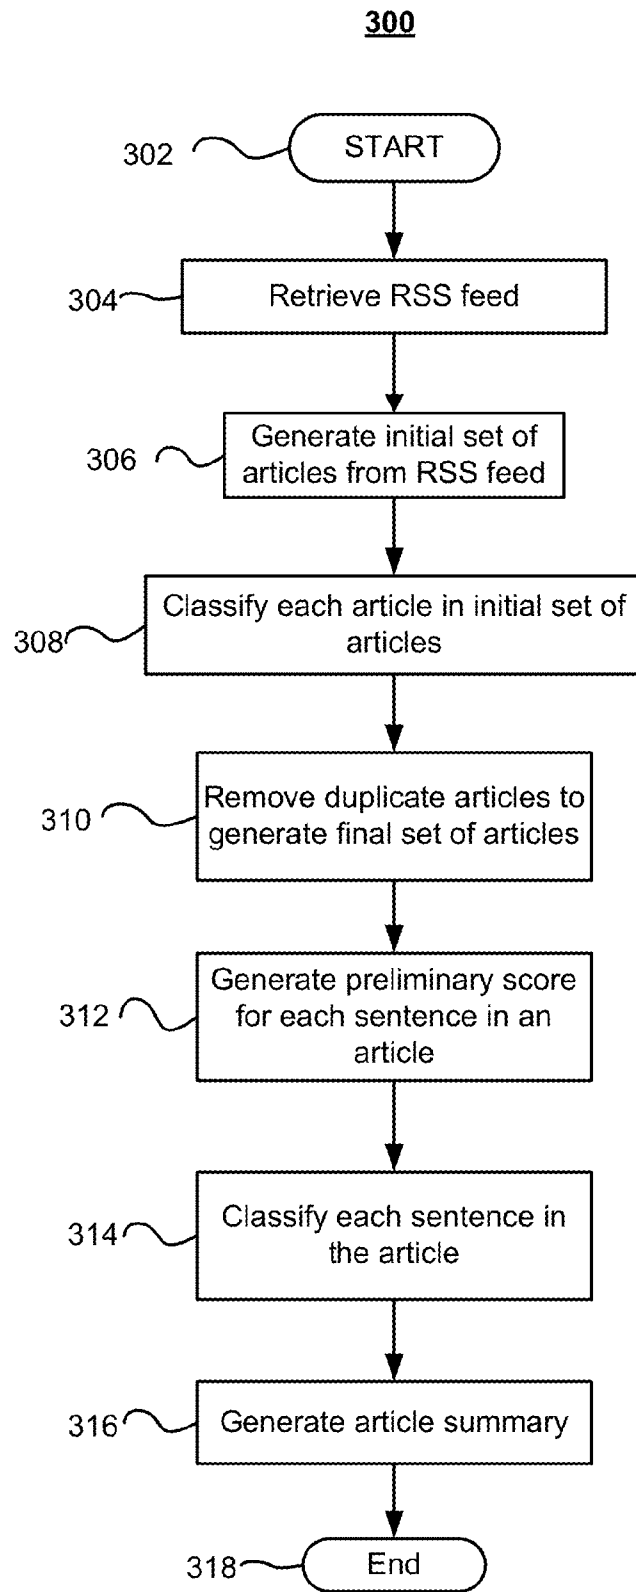 300
302
START
304
Retrieve RSS feed
306
Generate initial set of
articles from RSS feed
308
Classify each article in initial set of
articles
310
Remove duplicate articles to
generate final set of articles
312
Generate preliminary score
for each sentence in an
article
314
Classify each sentence in
the article
316
Generate article summary
318
End